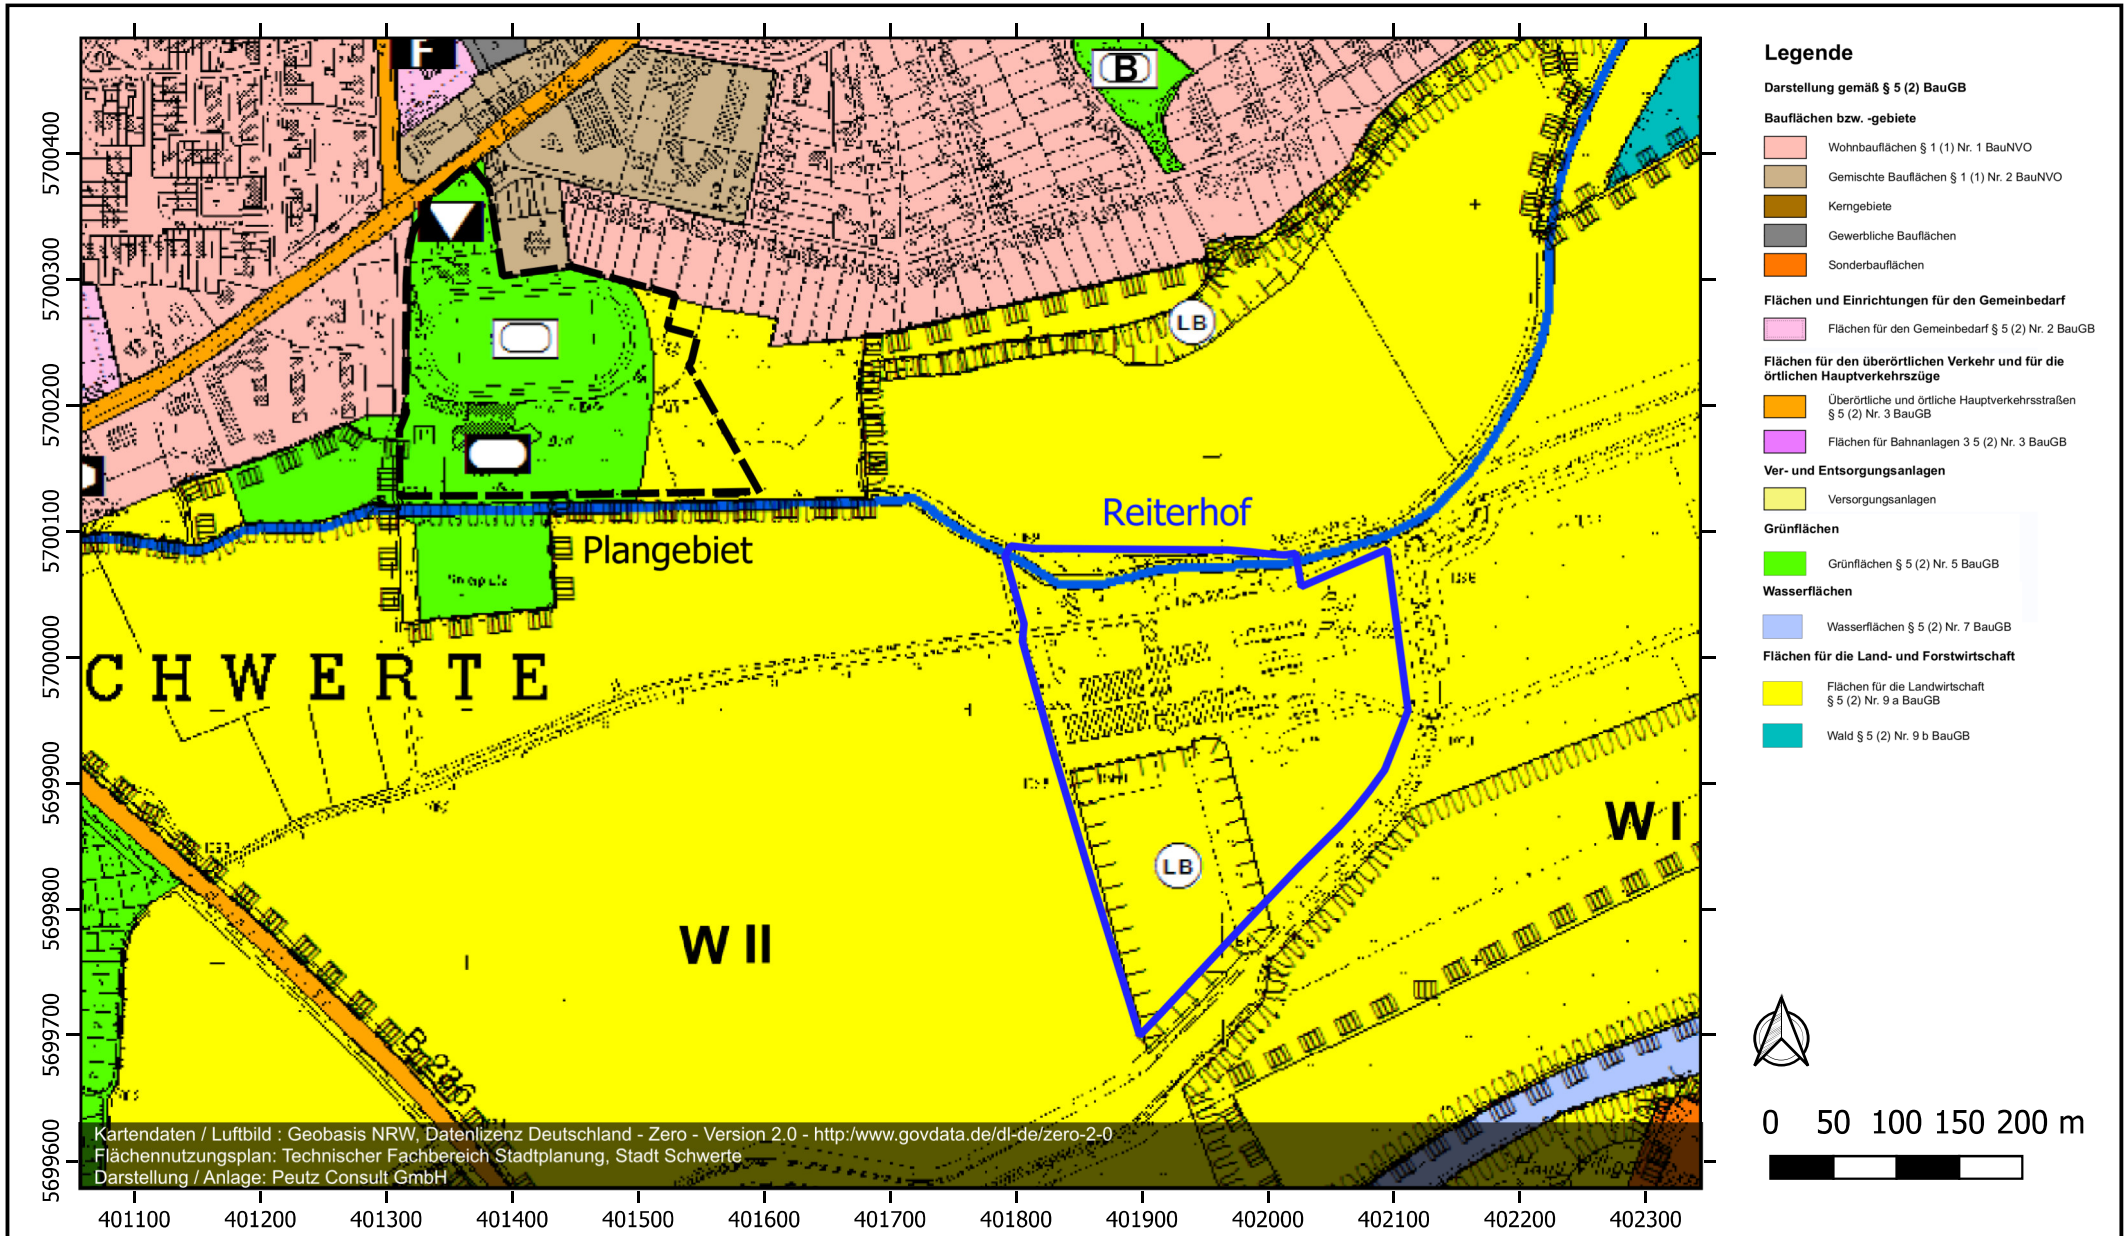 F
B
LB
Reiterhof
Plangebiet
CHWERTE
W I
LB
W II
B 236
Kartendaten / Luftbild : Geobasis NRW, Datenlizenz Deutschland - Zero - Version 2.0 - http:/www.govdata.de/dl-de/zero-2-0
Flächennutzungsplan: Technischer Fachbereich Stadtplanung, Stadt Schwerte
Darstellung / Anlage: Peutz Consult GmbH
5700400
5700300
5700200
5700100
5700000
5699900
5699800
5699700
5699600
401100 401200 401300 401400 401500 401600 401700 401800 401900 402000 402100 402200 402300
Legende
Darstellung gemäß § 5 (2) BauGB
Bauflächen bzw. -gebiete
Wohnbauflächen § 1 (1) Nr. 1 BauNVO
Gemischte Bauflächen § 1 (1) Nr. 2 BauNVO
Kerngebiete
Gewerbliche Bauflächen
Sonderbauflächen
Flächen und Einrichtungen für den Gemeinbedarf
Flächen für den Gemeinbedarf § 5 (2) Nr. 2 BauGB
Flächen für den überörtlichen Verkehr und für die
örtlichen Hauptverkehrszüge
Überörtliche und örtliche Hauptverkehrsstraßen
§ 5 (2) Nr. 3 BauGB
Flächen für Bahnanlagen 3 5 (2) Nr. 3 BauGB
Ver- und Entsorgungsanlagen
Versorgungsanlagen
Grünflächen
Grünflächen § 5 (2) Nr. 5 BauGB
Wasserflächen
Wasserflächen § 5 (2) Nr. 7 BauGB
Flächen für die Land- und Forstwirtschaft
Flächen für die Landwirtschaft
§ 5 (2) Nr. 9 a BauGB
Wald § 5 (2) Nr. 9 b BauGB
0 50 100 150 200 m